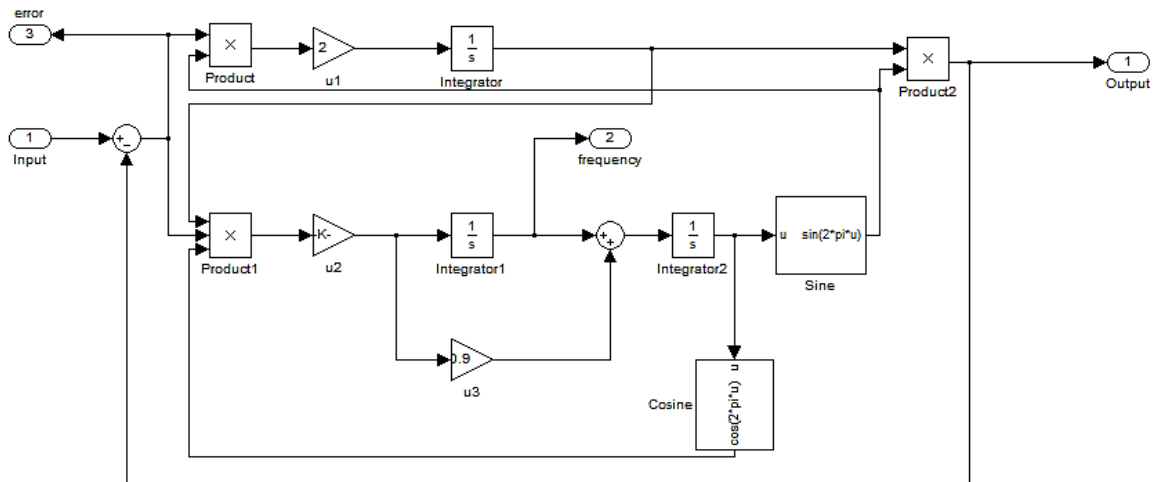 error
3
×
Product
2
u1
1
s
Integrator
×
Product2
1
Output
1
Input
+
−
2
frequency
×
Product1
-K-
u2
1
s
Integrator1
+
+
1
s
Integrator2
u sin(2*pi*u)
Sine
0.9
u3
Cosine
cos(2*pi*u) u